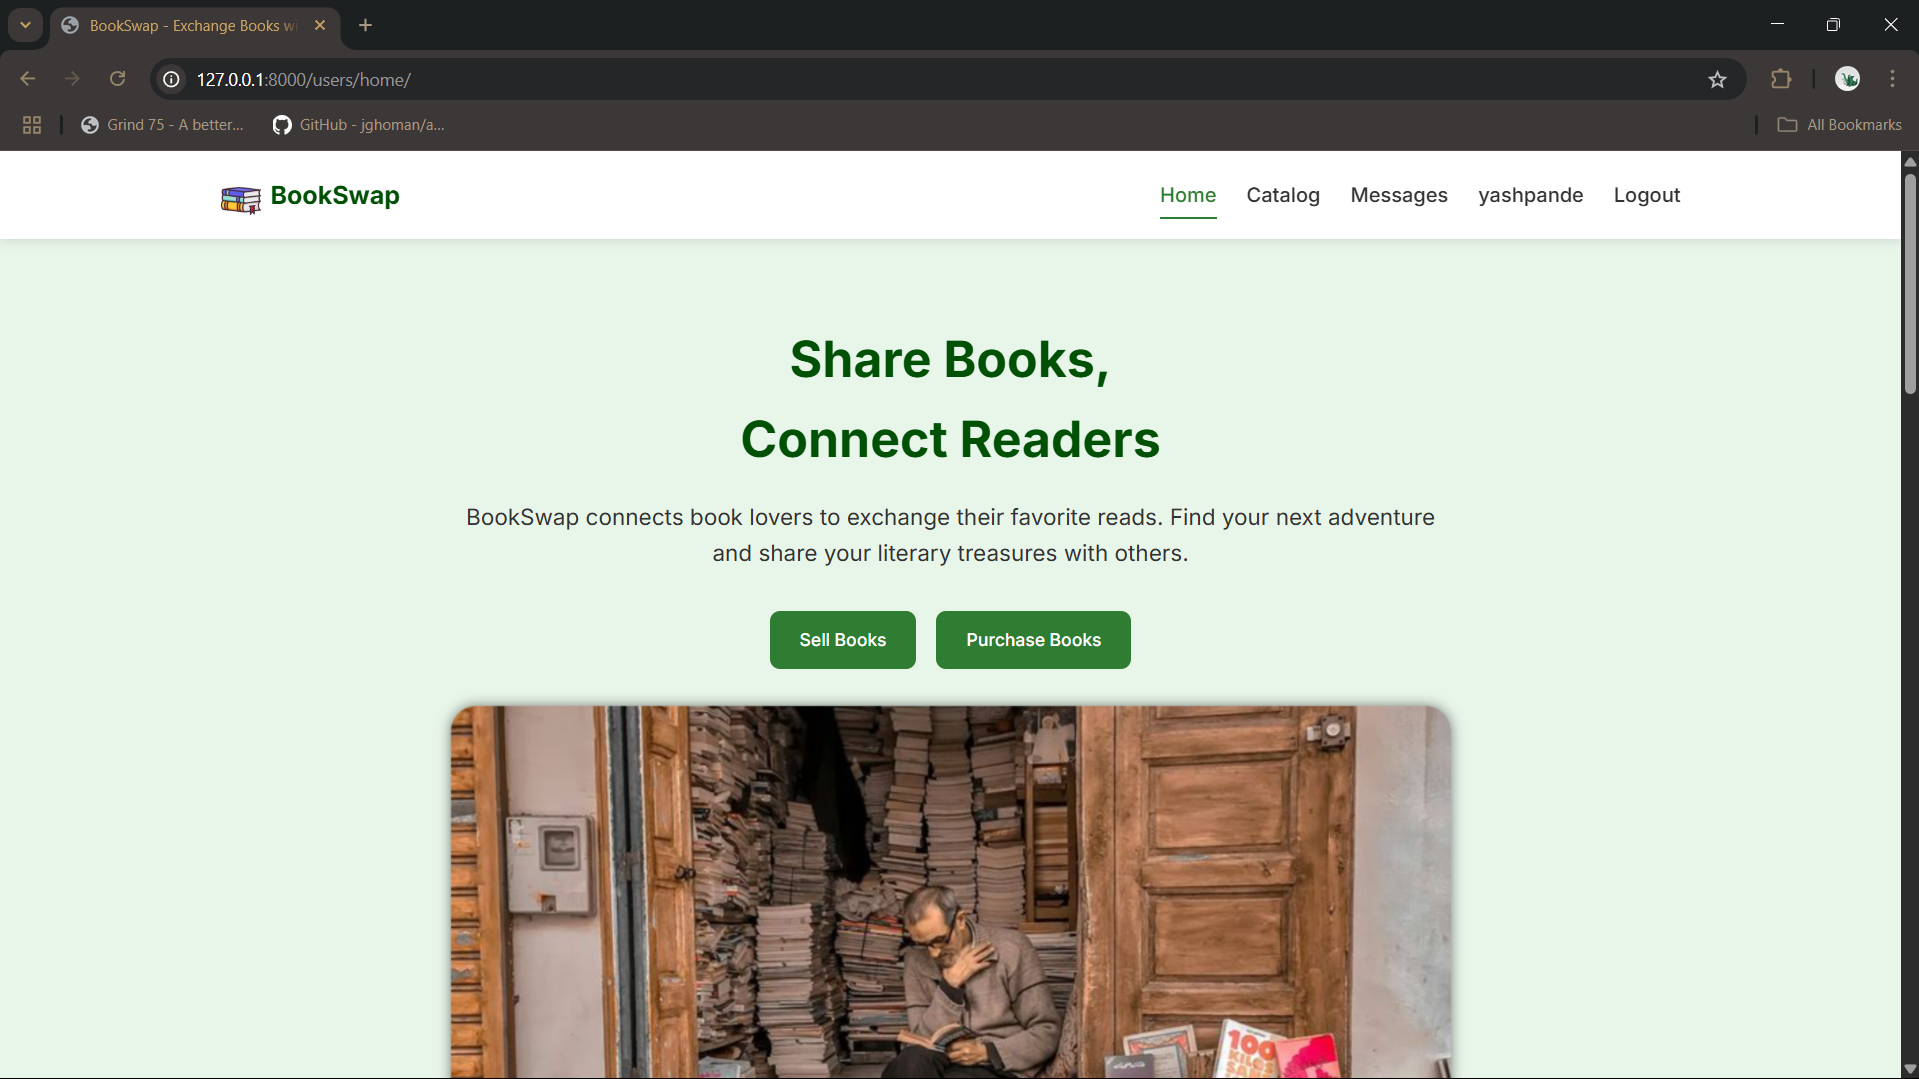 BookSwap - Exchange Books wi
127.0.0.1:8000/users/home/
Grind 75 - A better...
GitHub - jghoman/a...
All Bookmarks
BookSwap
Home
Catalog
Messages
yashpande
Logout
Share Books,
Connect Readers
BookSwap connects book lovers to exchange their favorite reads. Find your next adventure
and share your literary treasures with others.
Sell Books
Purchase Books
100